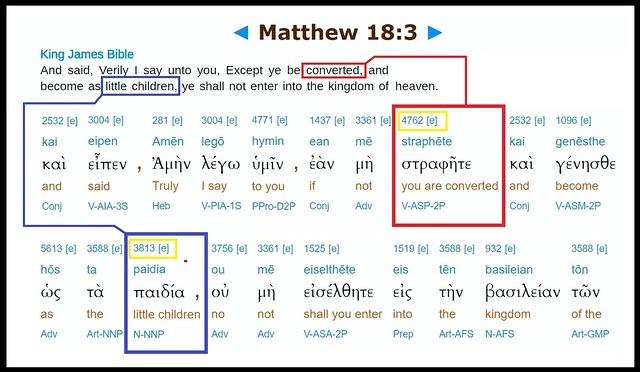 ◄ Matthew 18:3 ►
King James Bible
And said, Verily I say unto you, Except ye be converted, and
become as little children, ye shall not enter into the kingdom of heaven.
2532 [e] 3004 [e] 281 [e] 3004 [e] 4771 [e] 1437 [e] 3361 [e] 4762 [e] 2532 [e] 1096 [e]
kai eipen Amēn legō hymin ean mē straphēte kai genēsthe
καὶ εἶπεν , Ἀμὴν λέγω ὑμῖν , ἐὰν μὴ στραφῆτε καὶ γένησθε
and said Truly I say to you if not you are converted and become
Conj V-AIA-3S Heb V-PIA-1S PPro-D2P Conj Adv V-ASP-2P Conj V-ASM-2P
5613 [e] 3588 [e] 3813 [e] 3756 [e] 3361 [e] 1525 [e] 1519 [e] 3588 [e] 932 [e] 3588 [e]
hōs ta paidia ou mē eiselthēte eis tēn basileian tōn
ὡς τὰ παιδία , οὐ μὴ εἰσέλθητε εἰς τὴν βασιλείαν τῶν
as the little children no not shall you enter into the kingdom of the
Adv Art-NNP N-NNP Adv Adv V-ASA-2P Prep Art-AFS N-AFS Art-GMP